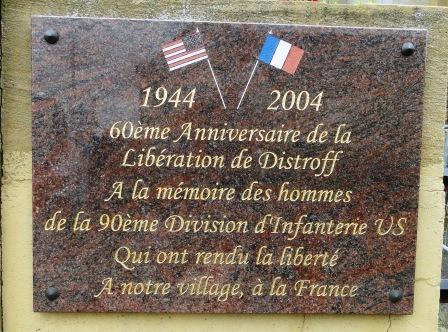 1944 2004
60ème Anniversaire de la
Libération de Distroff
A la mémoire des hommes
de la 90ème Division d'Infanterie US
Qui ont rendu la liberté
A notre village, à la France